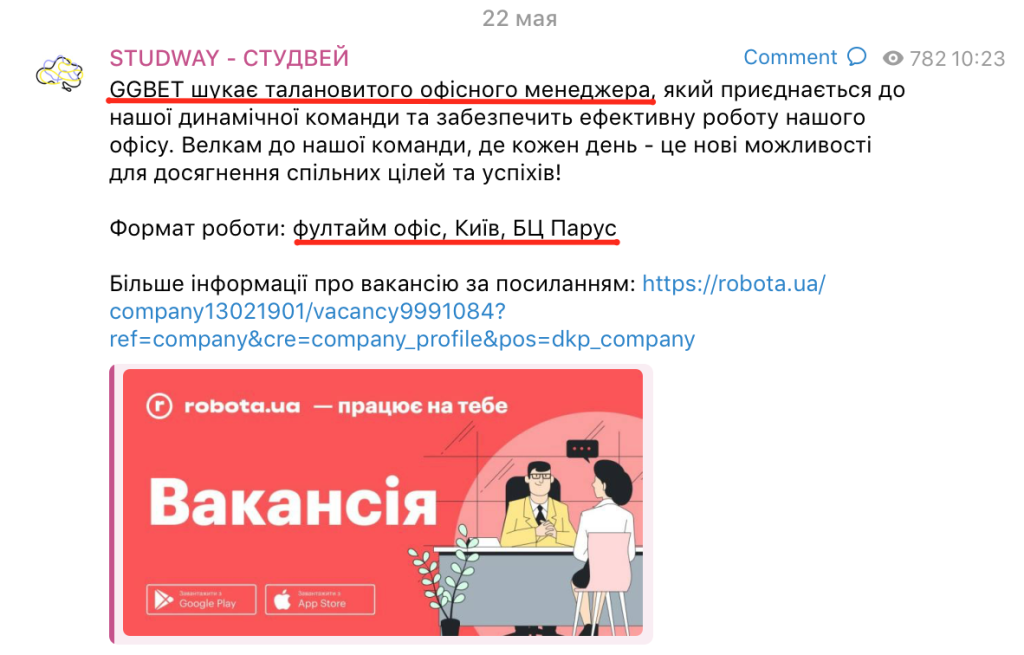 22 мая
STUDWAY - СТУДВЕЙ
Comment 782 10:23
GGBET шукає талановитого офісного менеджера, який приєднається до
нашої динамічної команди та забезпечить ефективну роботу нашого
офісу. Велкам до нашої команди, де кожен день - це нові можливості
для досягнення спільних цілей та успіхів!
Формат роботи: фултайм офіс, Київ, БЦ Парус
Більше інформації про вакансію за посиланням: https://robota.ua/
company13021901/vacancy9991084?
ref=company&cre=company_profile&pos=dkp_company
r robota.ua — працює на тебе
Вакансія
Завантажити з
Google Play
Завантажити з
App Store